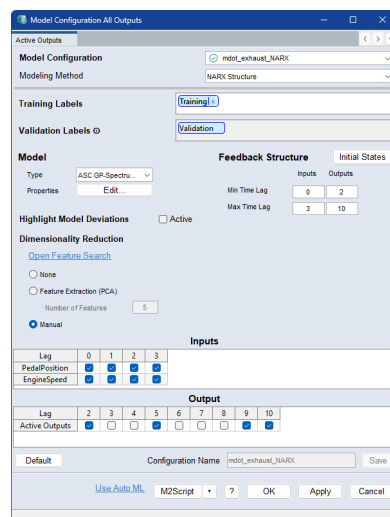 Model Configuration All Outputs
Active Outputs
Model Configuration mdot_exhaust_NARX
Modeling Method NARX Structure
Training Labels Training x
Validation Labels Validation
Model Feedback Structure Initial States
Type ASC GP-Spectru... Inputs Outputs
Properties Edit... Min Time Lag 0 2
Max Time Lag 3 10
Highlight Model Deviations Active
Dimensionality Reduction
Open Feature Search
None
Feature Extraction (PCA)
Number of Features 5
Manual
Inputs
Lag 0 1 2 3
PedalPosition
EngineSpeed
Output
Lag 2 3 4 5 6 7 8 9 10
Active Outputs
Default Configuration Name mdot_exhaust_NARX Save
Use Auto ML M2Script ? OK Apply Cancel